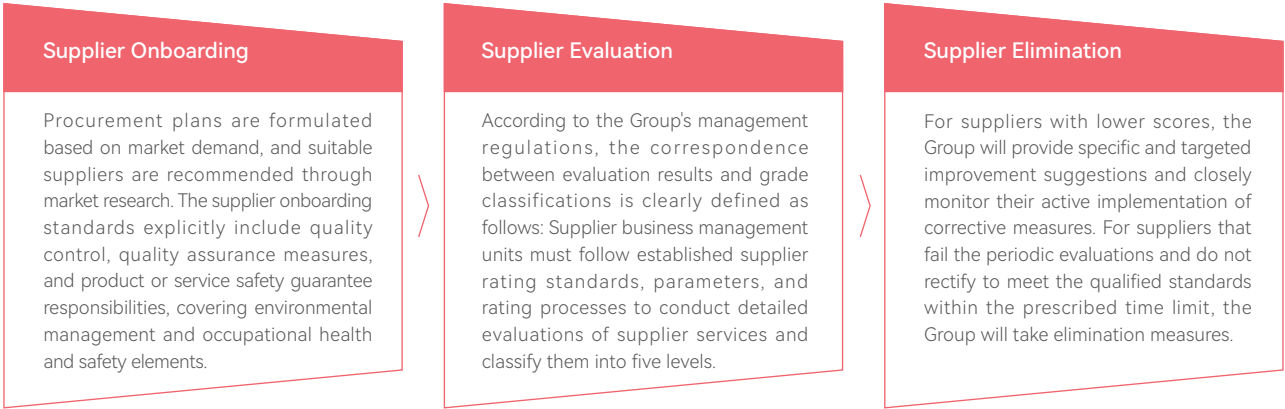 Supplier Onboarding
Procurement plans are formulated
based on market demand, and suitable
suppliers are recommended through
market research. The supplier onboarding
standards explicitly include quality
control, quality assurance measures,
and product or service safety guarantee
responsibilities, covering environmental
management and occupational health
and safety elements.
Supplier Evaluation
According to the Group's management
regulations, the correspondence
between evaluation results and grade
classifications is clearly defined as
follows: Supplier business management
units must follow established supplier
rating standards, parameters, and
rating processes to conduct detailed
evaluations of supplier services and
classify them into five levels.
Supplier Elimination
For suppliers with lower scores, the
Group will provide specific and targeted
improvement suggestions and closely
monitor their active implementation of
corrective measures. For suppliers that
fail the periodic evaluations and do not
rectify to meet the qualified standards
within the prescribed time limit, the
Group will take elimination measures.